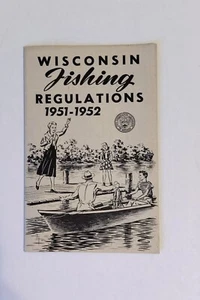 WISCONSIN
Fishing
REGULATIONS
1951-1952